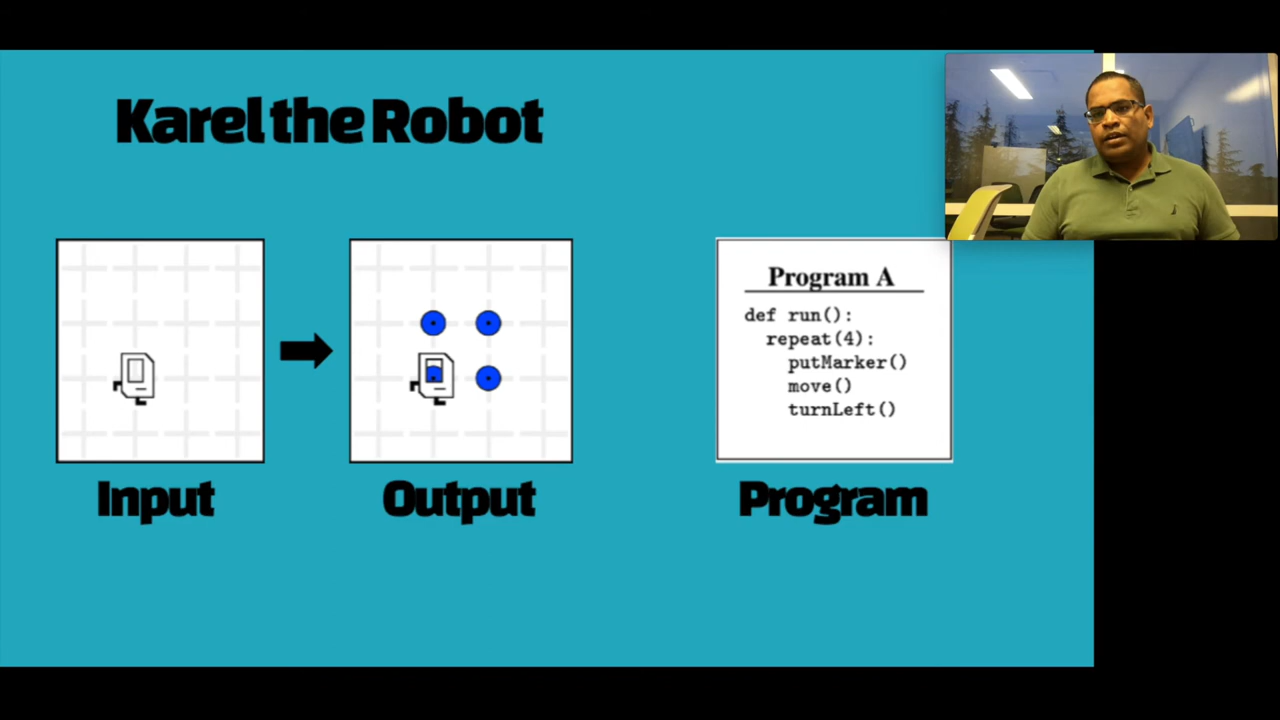 Karel the Robot
Program A
def run():
repeat(4):
putMarker()
move()
turnLeft()
Input
Output
Program